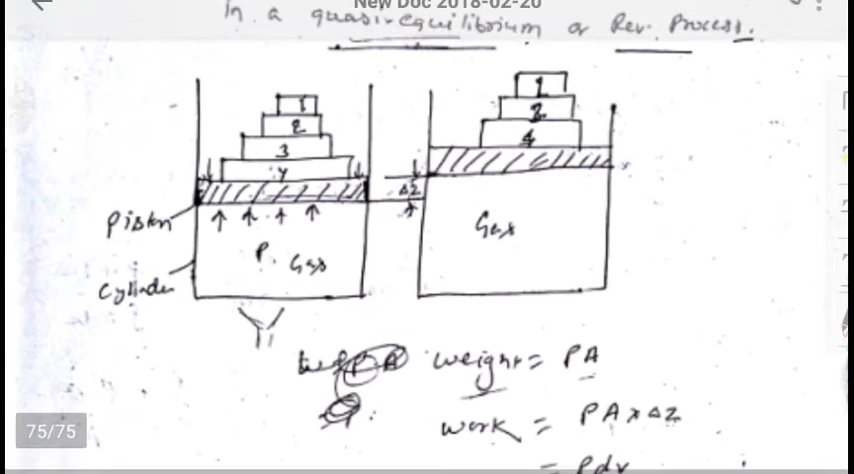 New Doc 2018-02-20
in a quasi-equilibrium or Rev. Process.
1
2
3
4
1
2
4
ΔZ
Piston
P. Gas
Gas
Cylinder
weight = PA
work = PA x ΔZ
= Pdv
75/75